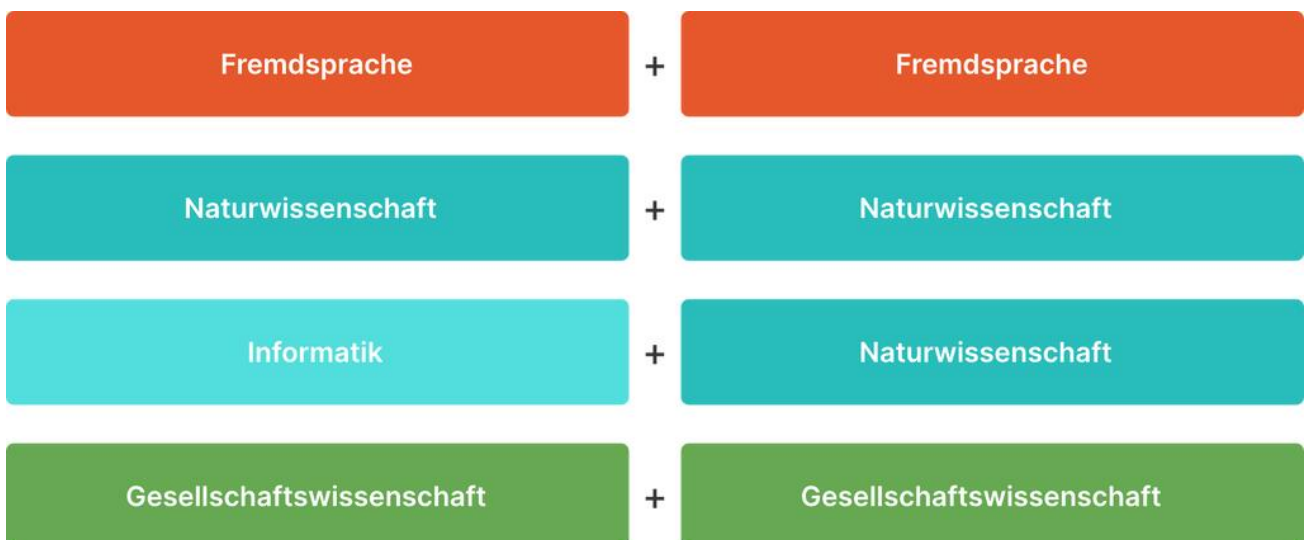 Fremdsprache + Fremdsprache
Naturwissenschaft + Naturwissenschaft
Informatik + Naturwissenschaft
Gesellschaftswissenschaft + Gesellschaftswissenschaft